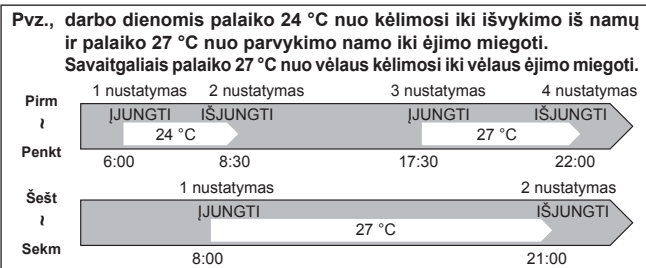 Pvz., darbo dienomis palaiko 24 °C nuo kėlimosi iki išvykimo iš namų
ir palaiko 27 °C nuo parvykimo namo iki ėjimo miegoti.
Savaitgaliais palaiko 27 °C nuo vėlaus kėlimosi iki vėlaus ėjimo miegoti.
1 nustatymas 2 nustatymas 3 nustatymas 4 nustatymas
Pirm
~
Penkt
ĮJUNGTI IŠJUNGTI ĮJUNGTI IŠJUNGTI
24 °C 27 °C
6:00 8:30 17:30 22:00
1 nustatymas 2 nustatymas
Šešt
~
Sekm
ĮJUNGTI IŠJUNGTI
27 °C
8:00 21:00